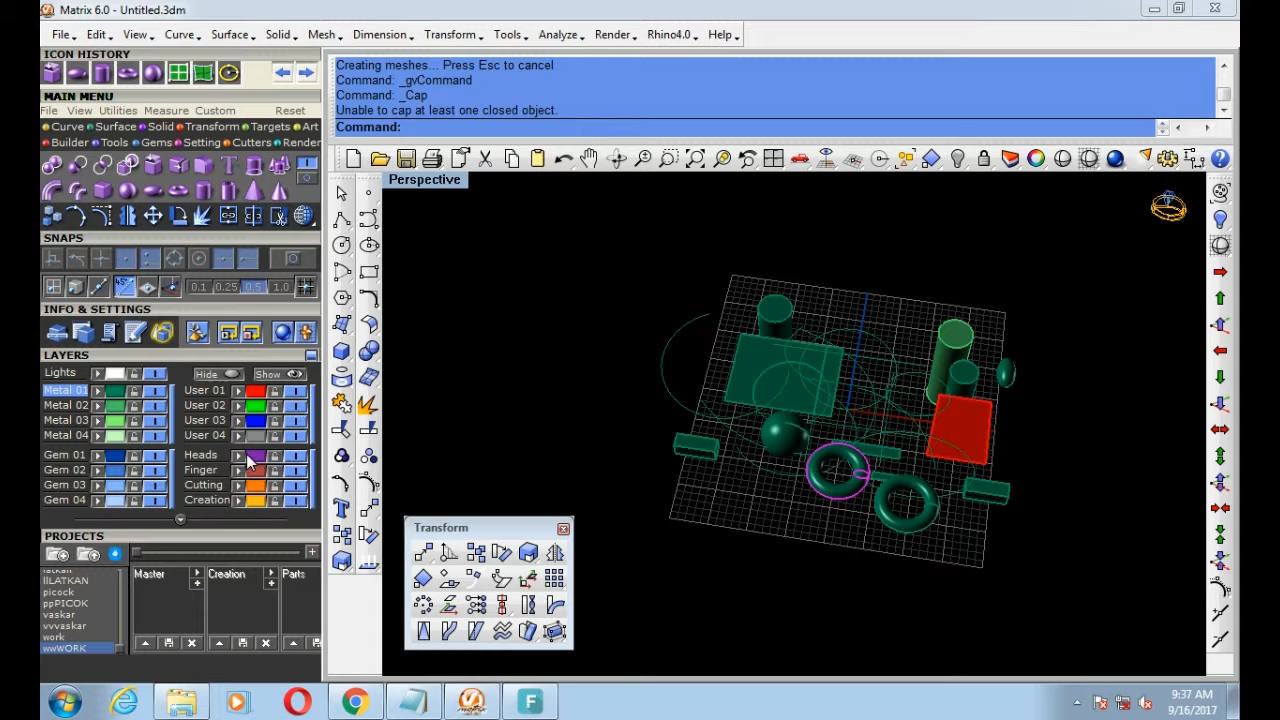 Matrix 6.0 - Untitled.3dm
File Edit View Curve Surface Solid Mesh Dimension Transform Tools Analyze Render Rhino4.0 Help
ICON HISTORY
Creating meshes... Press Esc to cancel
Command: _gvCommand
Command: _Cap
Unable to cap at least one closed object.
Command:
MAIN MENU
File View Utilities Measure Custom Reset
Curve Surface Solid Transform Targets Art
Builder Tools Gems Setting Cutters Render
T
Perspective
SNAPS
45°
0.1 0.25 0.5 1.0
INFO & SETTINGS
LAYERS
Lights Hide Show
Metal 01 User 01
Metal 02 User 02
Metal 03 User 03
Metal 04 User 04
Gem 01 Heads
Gem 02 Finger
Gem 03 Cutting
Gem 04 Creation
Transform
PROJECTS
Master Creation Parts
lILATKAN
picock
ppPICOK
vaskar
vvvaskar
work
wwWORK
F
9:37 AM
9/16/2017